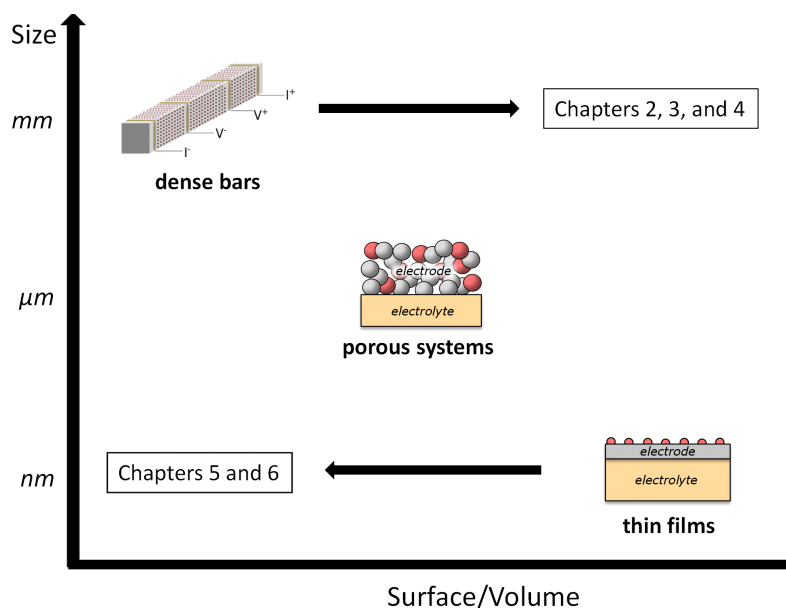 Size
mm
I⁺
V⁺
V⁻
I⁻
dense bars
Chapters 2, 3, and 4
μm
electrode
electrolyte
porous systems
nm
Chapters 5 and 6
electrode
electrolyte
thin films
Surface/Volume